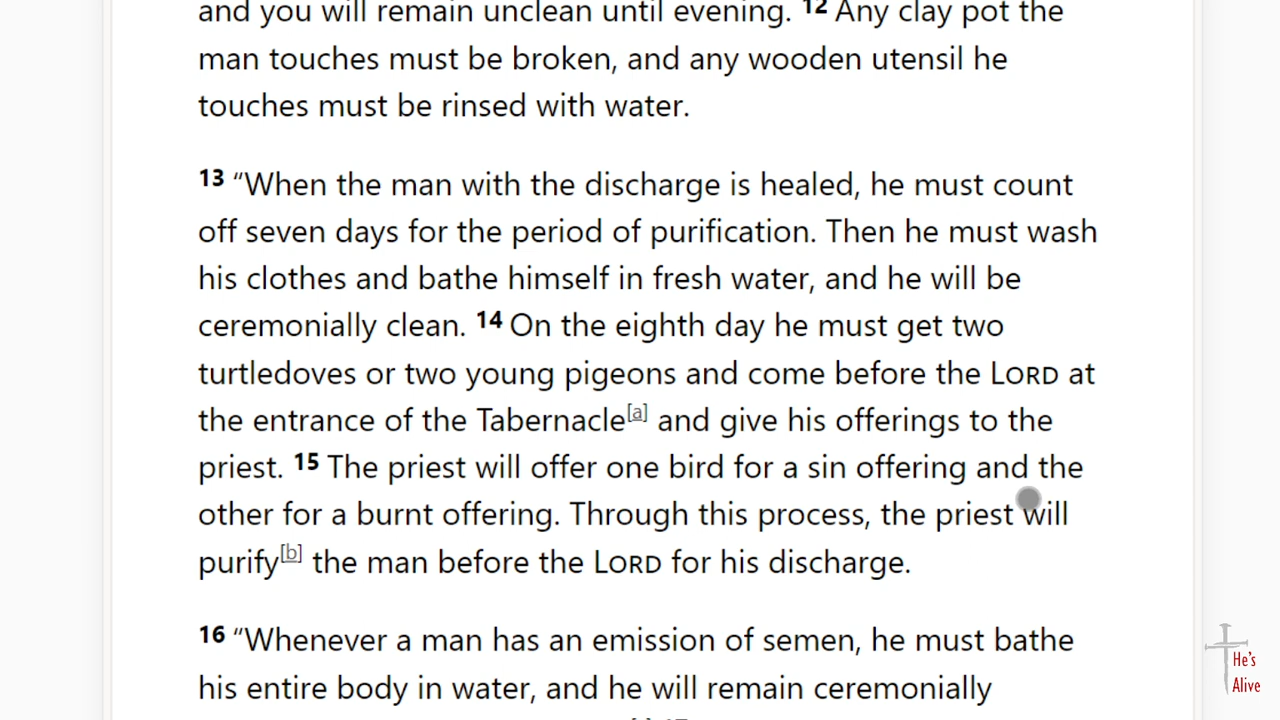 and you will remain unclean until evening. 12 Any clay pot the
man touches must be broken, and any wooden utensil he
touches must be rinsed with water.
13 “When the man with the discharge is healed, he must count
off seven days for the period of purification. Then he must wash
his clothes and bathe himself in fresh water, and he will be
ceremonially clean. 14 On the eighth day he must get two
turtledoves or two young pigeons and come before the LORD at
the entrance of the Tabernacle[a] and give his offerings to the
priest. 15 The priest will offer one bird for a sin offering and the
other for a burnt offering. Through this process, the priest will
purify[b] the man before the LORD for his discharge.
16 “Whenever a man has an emission of semen, he must bathe
his entire body in water, and he will remain ceremonially
He's
Alive